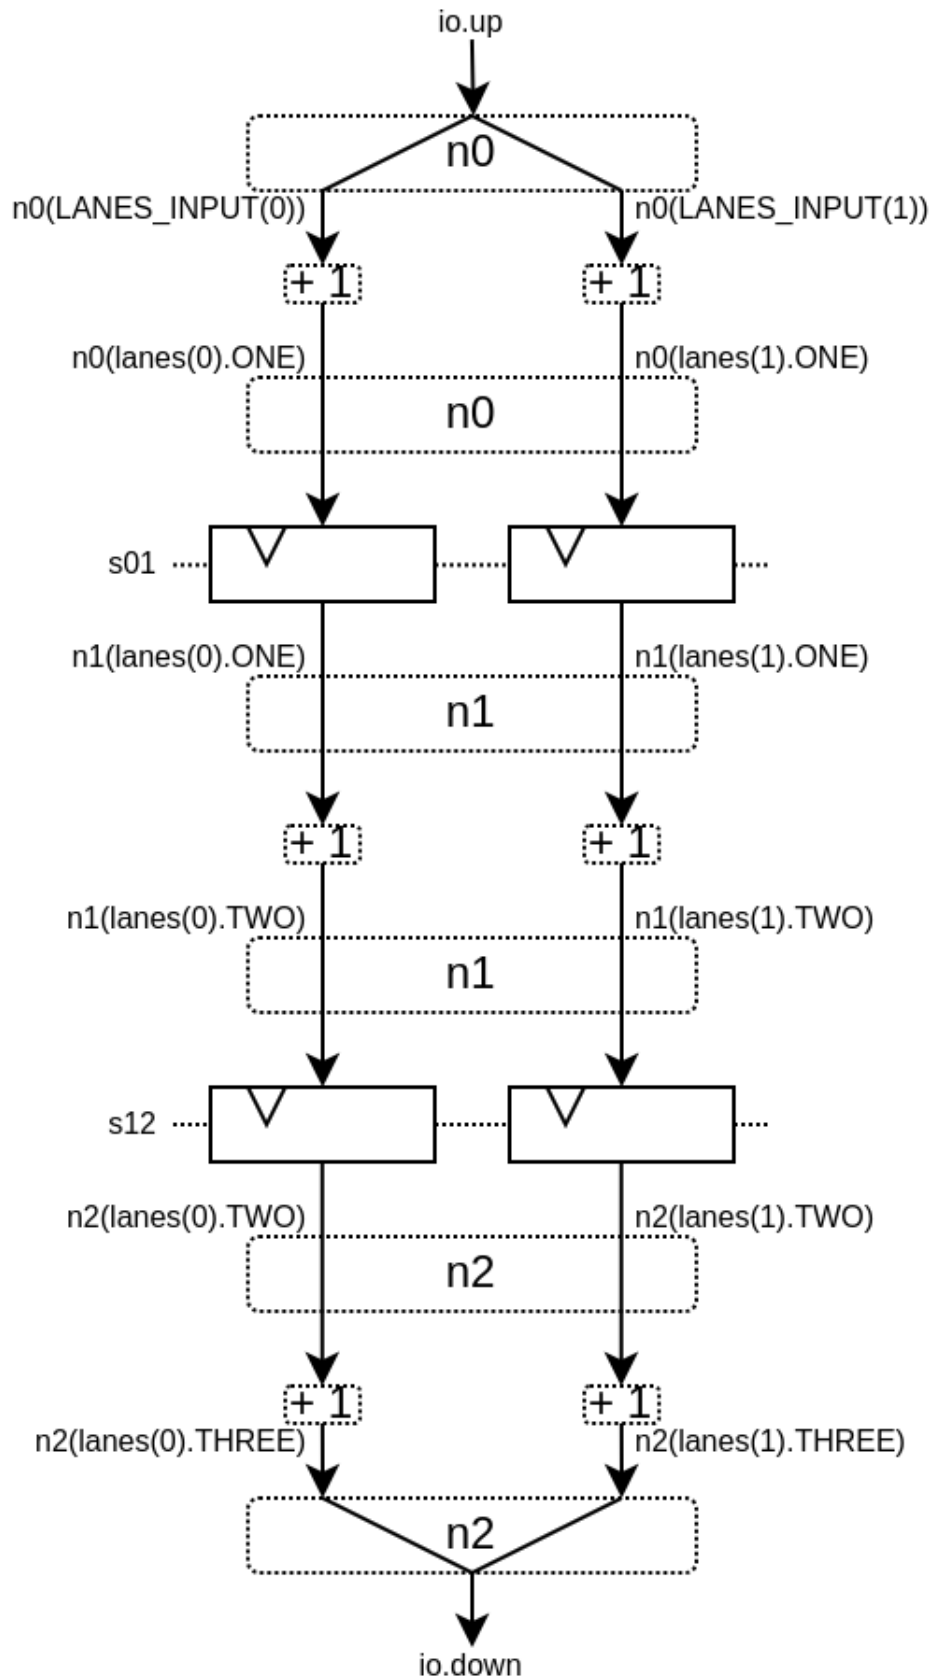 io.up
n0
n0(LANES_INPUT(0)) n0(LANES_INPUT(1))
+ 1 + 1
n0(lanes(0).ONE) n0(lanes(1).ONE)
n0
s01
n1(lanes(0).ONE) n1(lanes(1).ONE)
n1
+ 1 + 1
n1(lanes(0).TWO) n1(lanes(1).TWO)
n1
s12
n2(lanes(0).TWO) n2(lanes(1).TWO)
n2
+ 1 + 1
n2(lanes(0).THREE) n2(lanes(1).THREE)
n2
io.down